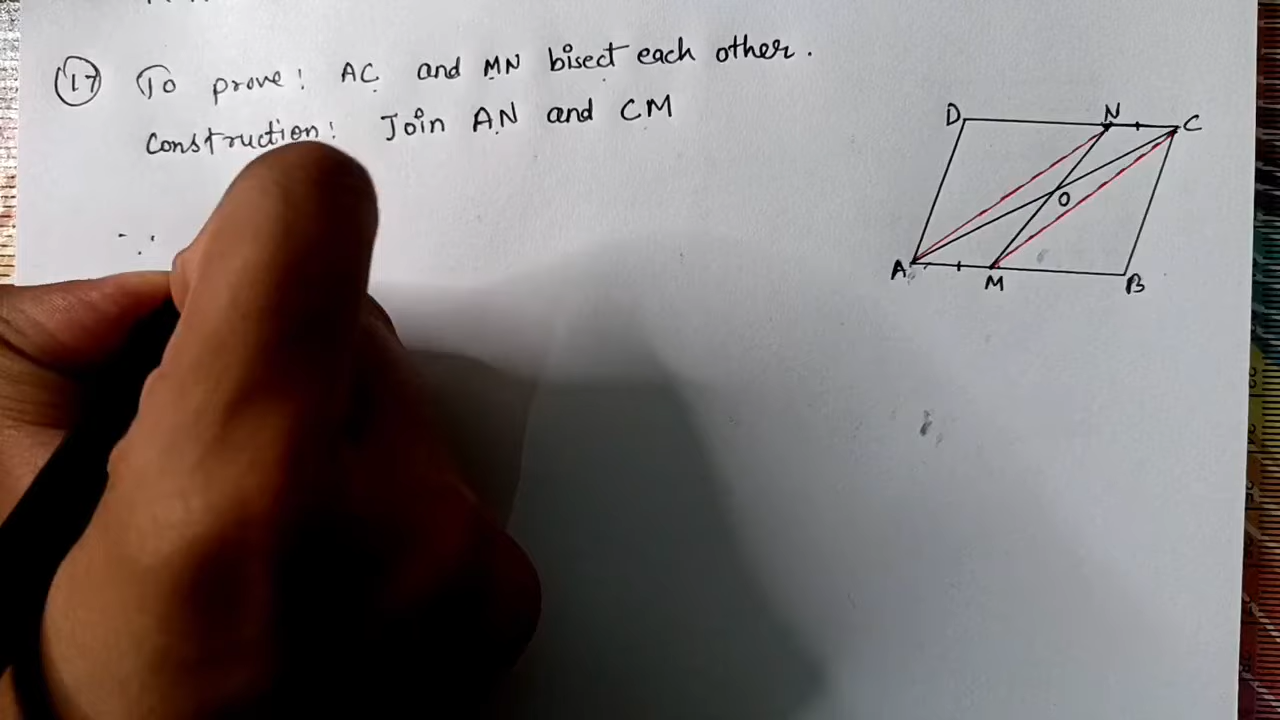 17 To prove: AC and MN bisect each other.
Construction: Join AN and CM
∵
D N C
O
A M B